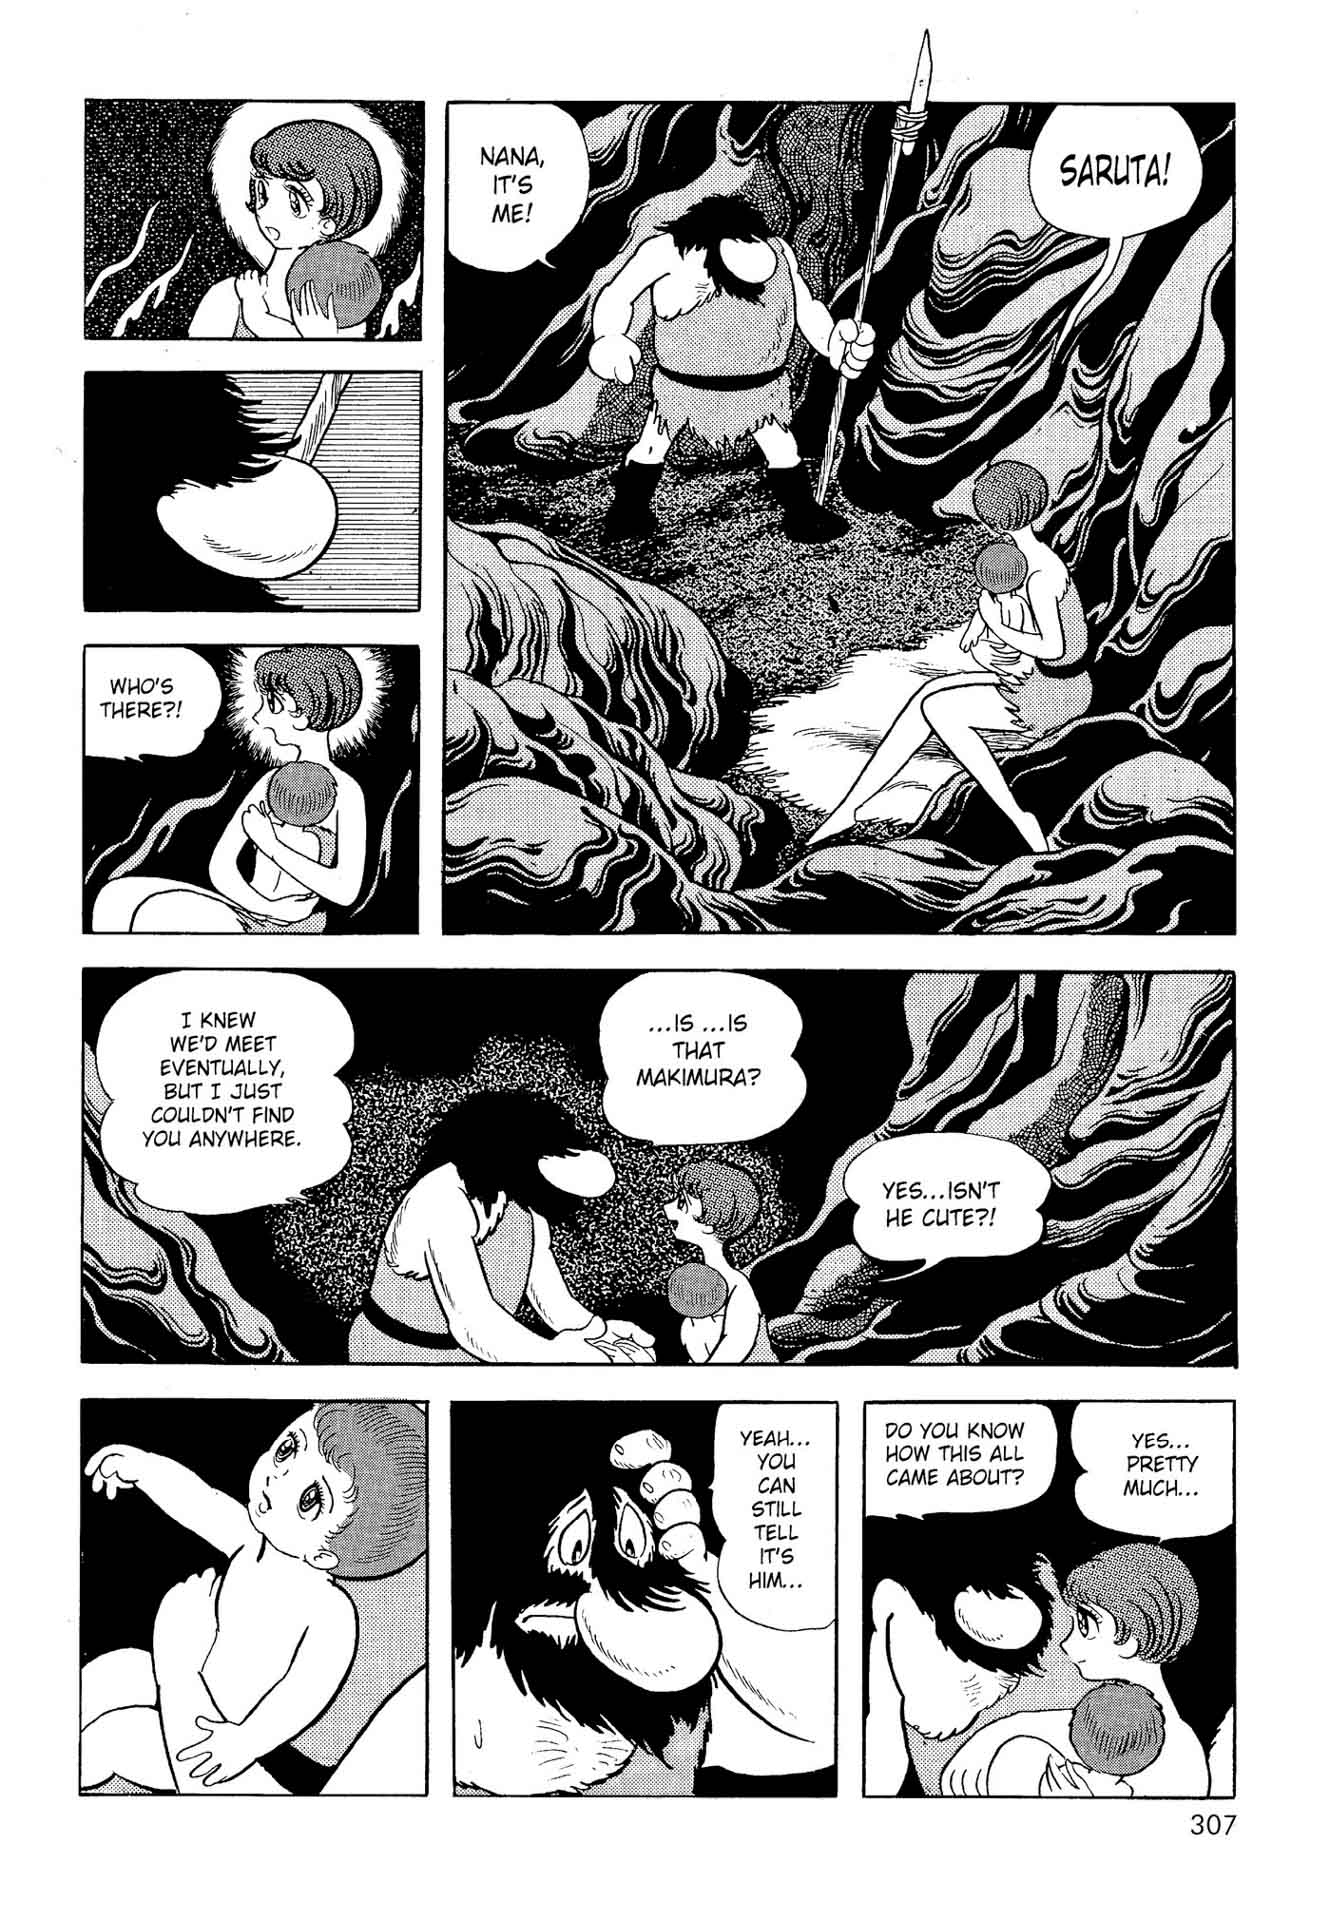 WHO'S
THERE?!
NANA,
IT'S
ME!
SARUTA!
I KNEW
WE'D MEET
EVENTUALLY,
BUT I JUST
COULDN'T FIND
YOU ANYWHERE.
...IS ...IS
THAT
MAKIMURA?
YES...ISN'T
HE CUTE?!
YEAH...
YOU
CAN
STILL
TELL
IT'S
HIM...
DO YOU KNOW
HOW THIS ALL
CAME ABOUT?
YES...
PRETTY
MUCH...
307